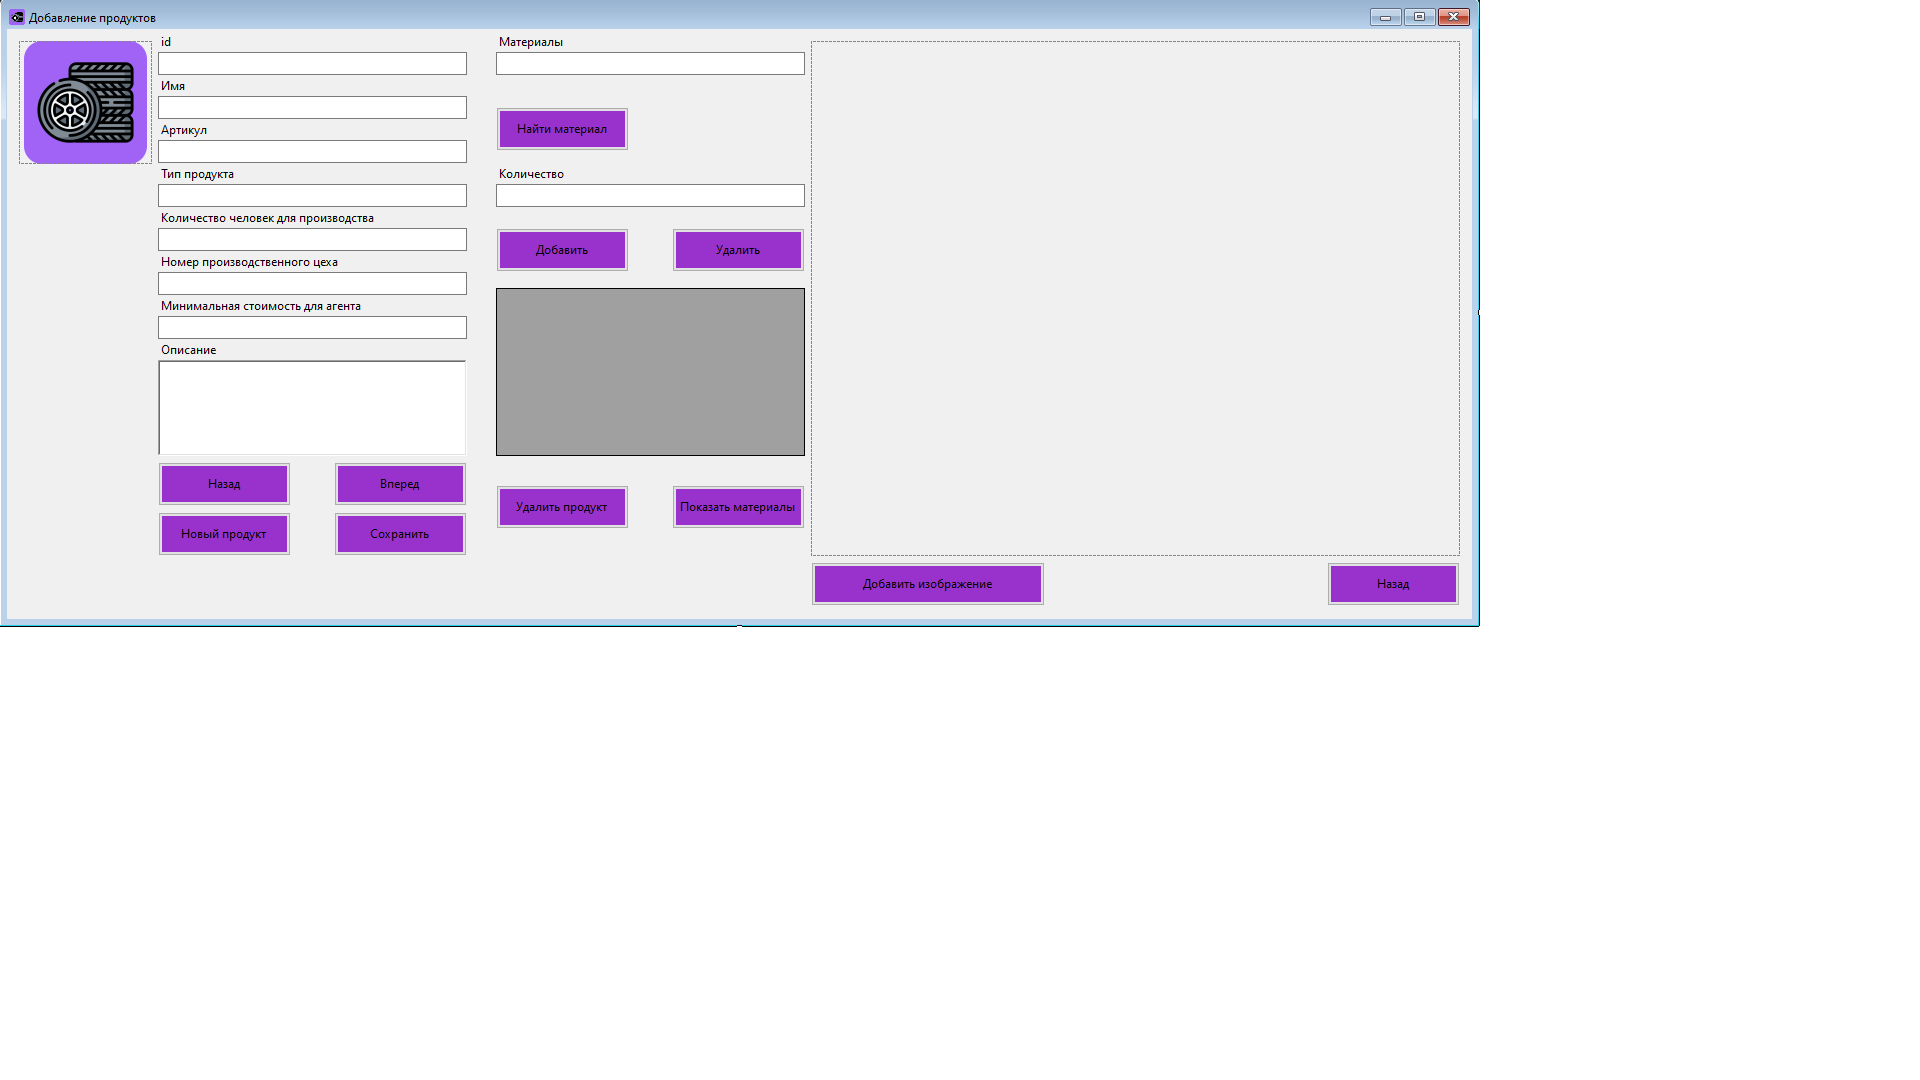 Добавление продуктов
id
Имя
Артикул
Тип продукта
Количество человек для производства
Номер производственного цеха
Минимальная стоимость для агента
Описание
Назад
Вперед
Новый продукт
Сохранить
Материалы
Найти материал
Количество
Добавить
Удалить
Удалить продукт
Показать материалы
Добавить изображение
Назад